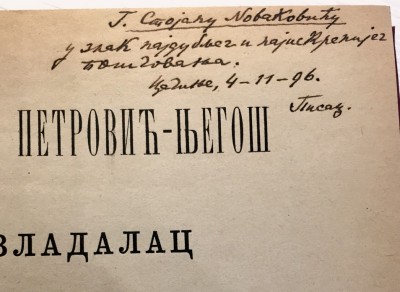 Г. Стојану Новаковићу
у знак најдубљег и најискренијег
поштовања.
Цетиње, 4-11-96.
Писац.
ПЕТРОВИЋ-ЊЕГОШ
ВЛАДАЛАЦ